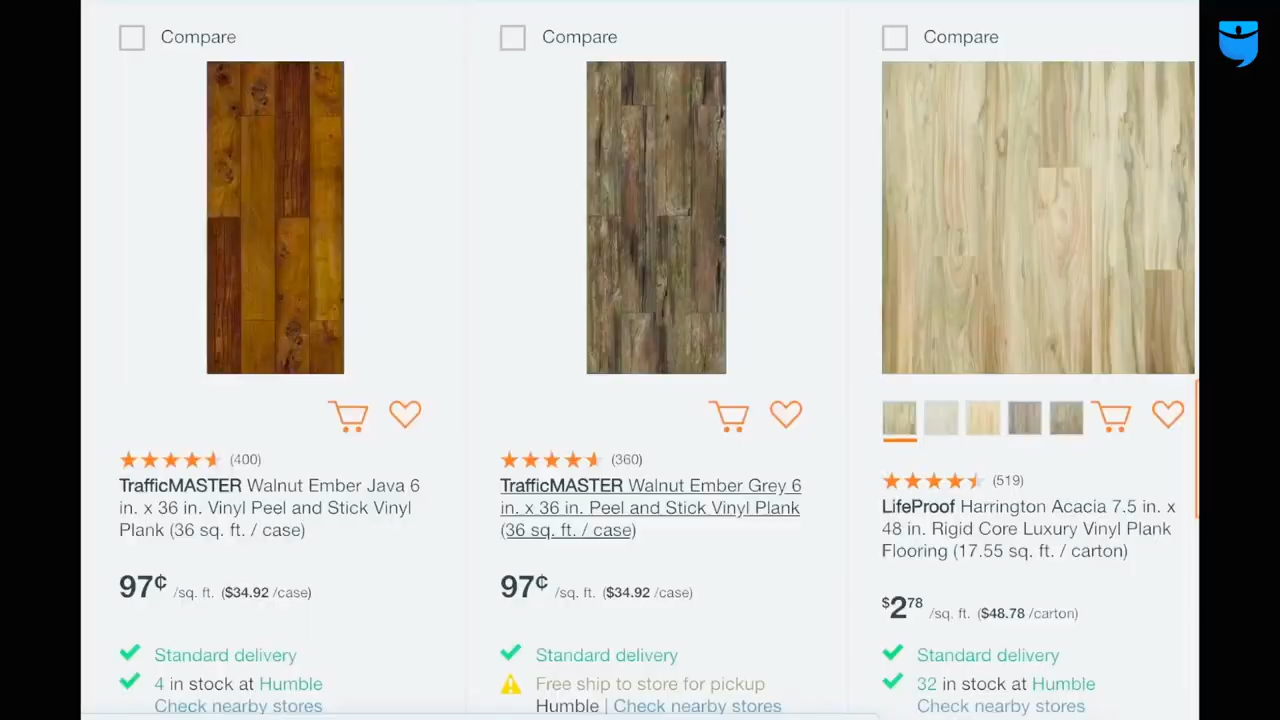 Compare
Compare
Compare
(400)
TrafficMASTER Walnut Ember Java 6
in. x 36 in. Vinyl Peel and Stick Vinyl
Plank (36 sq. ft. / case)
97¢ /sq. ft. ($34.92 /case)
Standard delivery
4 in stock at Humble
Check nearby stores
(360)
TrafficMASTER Walnut Ember Grey 6
in. x 36 in. Peel and Stick Vinyl Plank
(36 sq. ft. / case)
97¢ /sq. ft. ($34.92 /case)
Standard delivery
Free ship to store for pickup
Humble | Check nearby stores
(519)
LifeProof Harrington Acacia 7.5 in. x
48 in. Rigid Core Luxury Vinyl Plank
Flooring (17.55 sq. ft. / carton)
$2 78 /sq. ft. ($48.78 /carton)
Standard delivery
32 in stock at Humble
Check nearby stores